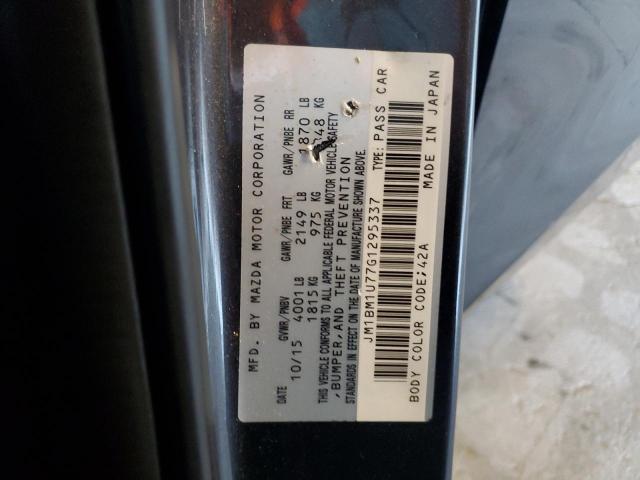 MFD. BY MAZDA MOTOR CORPORATION
DATE GVWR/PNBV GAWR/PNBE FRT GAWR/PNBE RR
10/15 4001 LB 2149 LB 1870 LB
1815 KG 975 KG 848 KG
THIS VEHICLE CONFORMS TO ALL APPLICABLE FEDERAL MOTOR VEHICLE SAFETY
,BUMPER,AND THEFT PREVENTION
STANDARDS IN EFFECT ON THE DATE OF MANUFACTURE SHOWN ABOVE.
JM1BM1U77G1295337 TYPE: PASS CAR
BODY COLOR CODE;42A MADE IN JAPAN